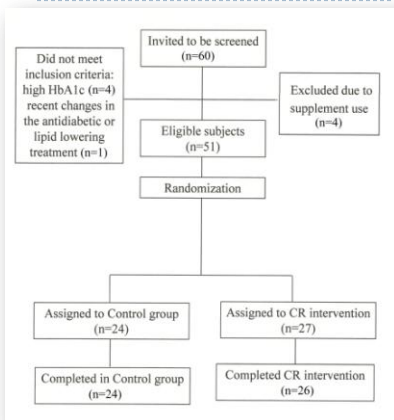 Invited to be screened
(n=60)
Did not meet
inclusion criteria:
high HbA1c (n=4)
recent changes in
the antidiabetic or
lipid lowering
treatment (n=1)
Excluded due to
supplement use
(n=4)
Eligible subjects
(n=51)
Randomization
Assigned to Control group
(n=24)
Assigned to CR intervention
(n=27)
Completed in Control group
(n=24)
Completed CR intervention
(n=26)